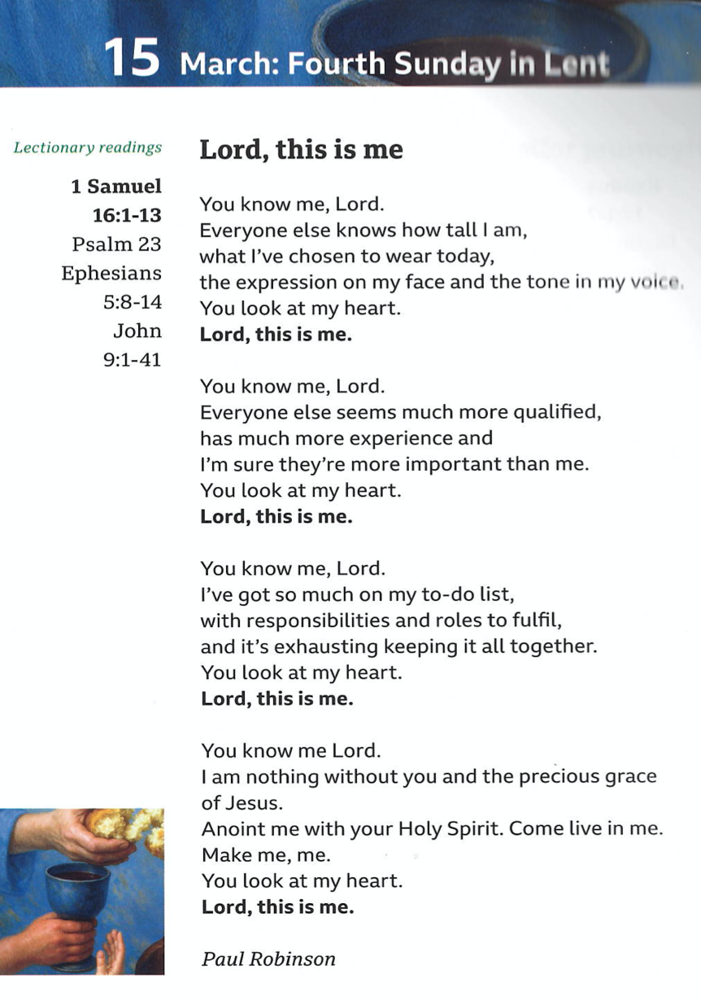 15 March: Fourth Sunday in Lent
Lectionary readings
1 Samuel
16:1-13
Psalm 23
Ephesians
5:8-14
John
9:1-41
Lord, this is me
You know me, Lord.
Everyone else knows how tall I am,
what I've chosen to wear today,
the expression on my face and the tone in my voice.
You look at my heart.
Lord, this is me.
You know me, Lord.
Everyone else seems much more qualified,
has much more experience and
I'm sure they're more important than me.
You look at my heart.
Lord, this is me.
You know me, Lord.
I've got so much on my to-do list,
with responsibilities and roles to fulfil,
and it's exhausting keeping it all together.
You look at my heart.
Lord, this is me.
You know me Lord.
I am nothing without you and the precious grace
of Jesus.
Anoint me with your Holy Spirit. Come live in me.
Make me, me.
You look at my heart.
Lord, this is me.
Paul Robinson